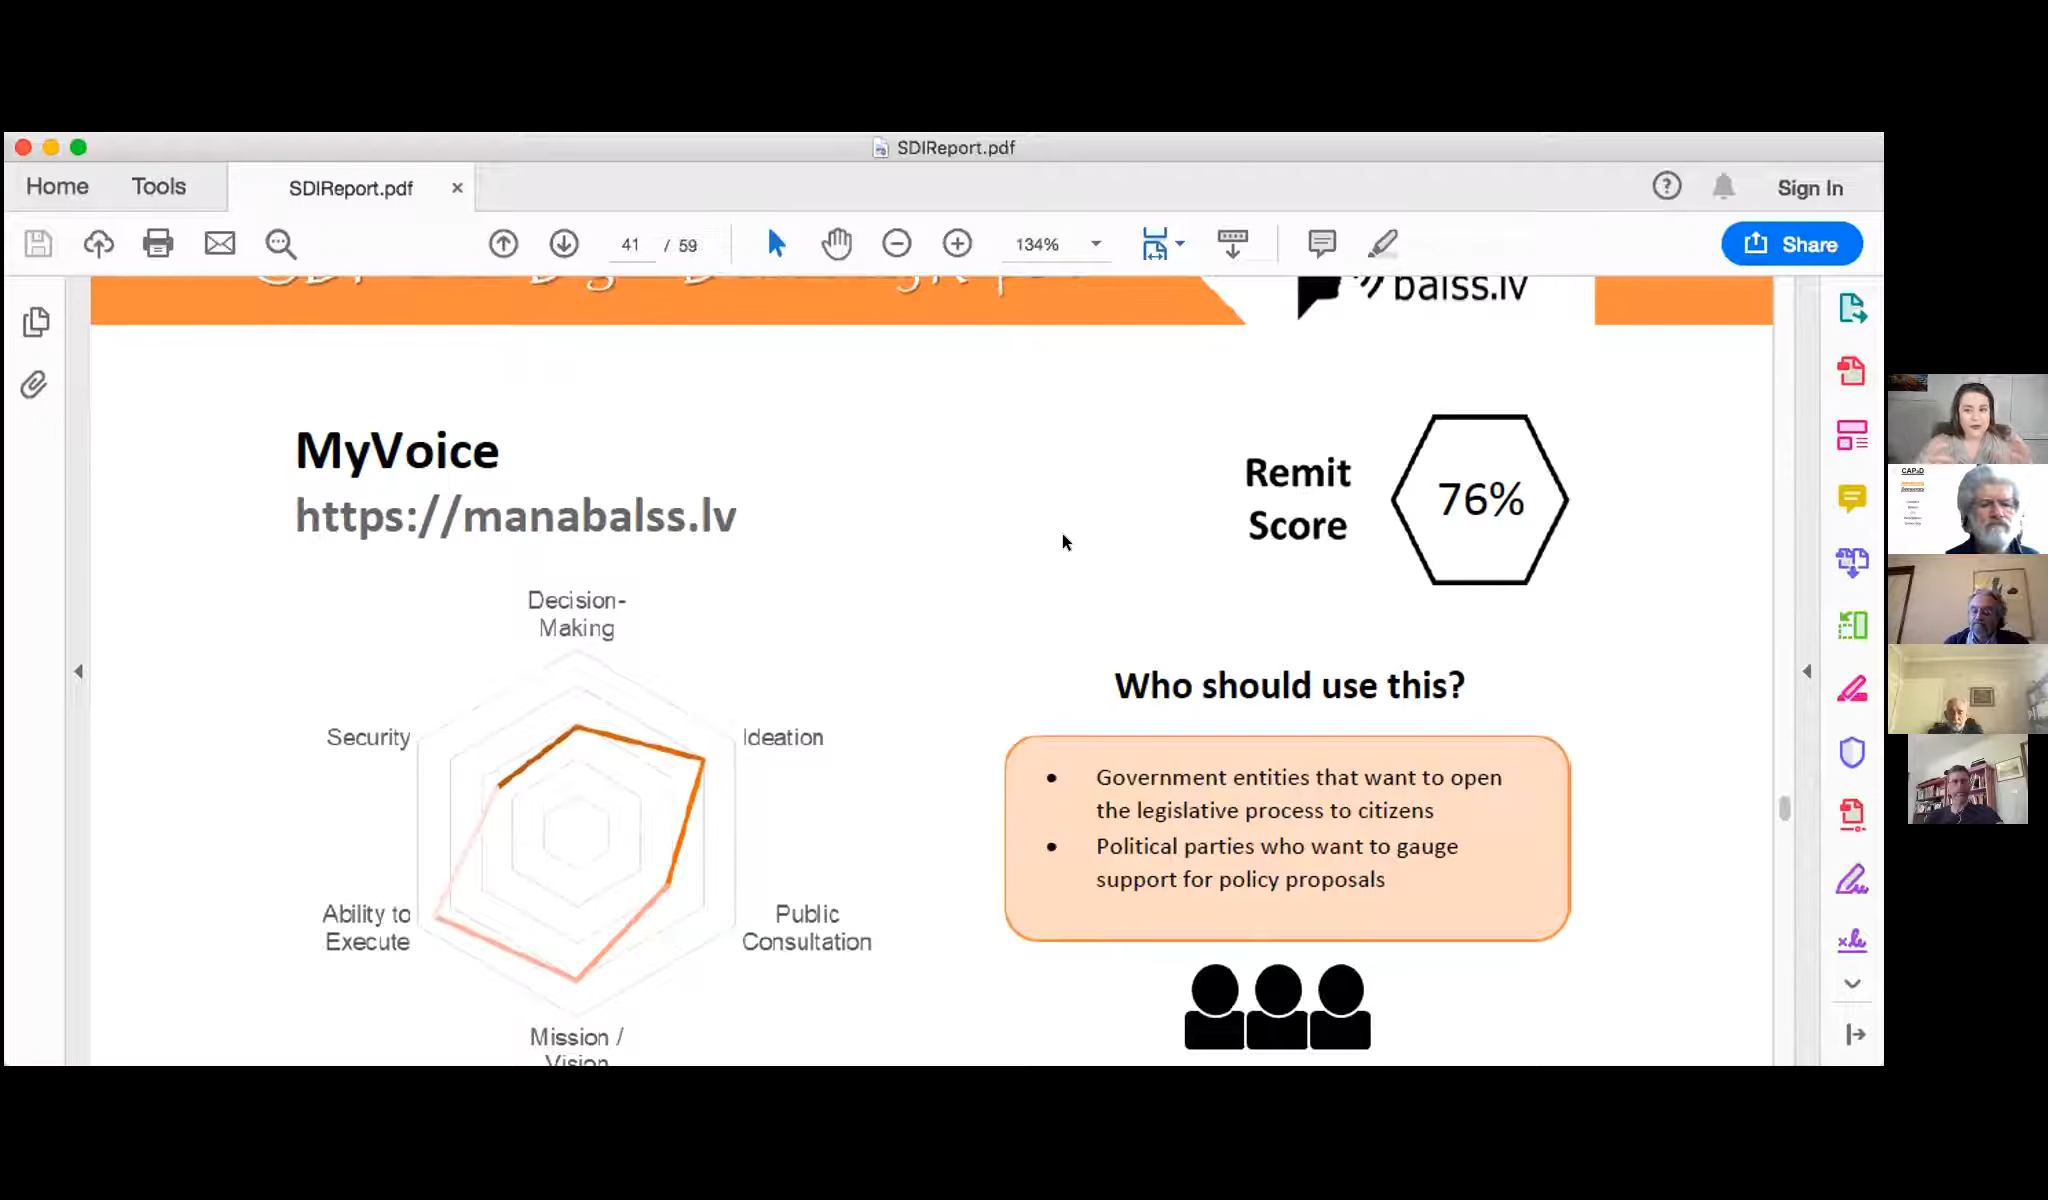 SDIReport.pdf
Home
Tools
SDIReport.pdf
Sign In
41 / 59
134%
Share
balss.lv
MyVoice
https://manabalss.lv
Remit
Score
76%
Decision-
Making
Security
Ideation
Ability to
Execute
Public
Consultation
Mission /
Vision
Who should use this?
• Government entities that want to open
the legislative process to citizens
• Political parties who want to gauge
support for policy proposals
CAPaD